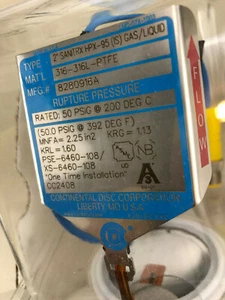 TYPE 2" SANITRX HPX-95 (S) GAS/LIQUID
MAT'L 316-316L-PTFE
MFG.# 8280916A
RUPTURE PRESSURE
RATED: 50 PSIG @ 200 DEG C
(50.0 PSIG @ 392 DEG F)
MNFA = 2.25 in2 KRG = 1.13
KRL = 1.60
PSE-6460-108/
XS-6460-108
"One Time Installation"
002408
UD
NB
CONTINENTAL DISC CORPORATION
LIBERTY MO U.S.A.
FLOW